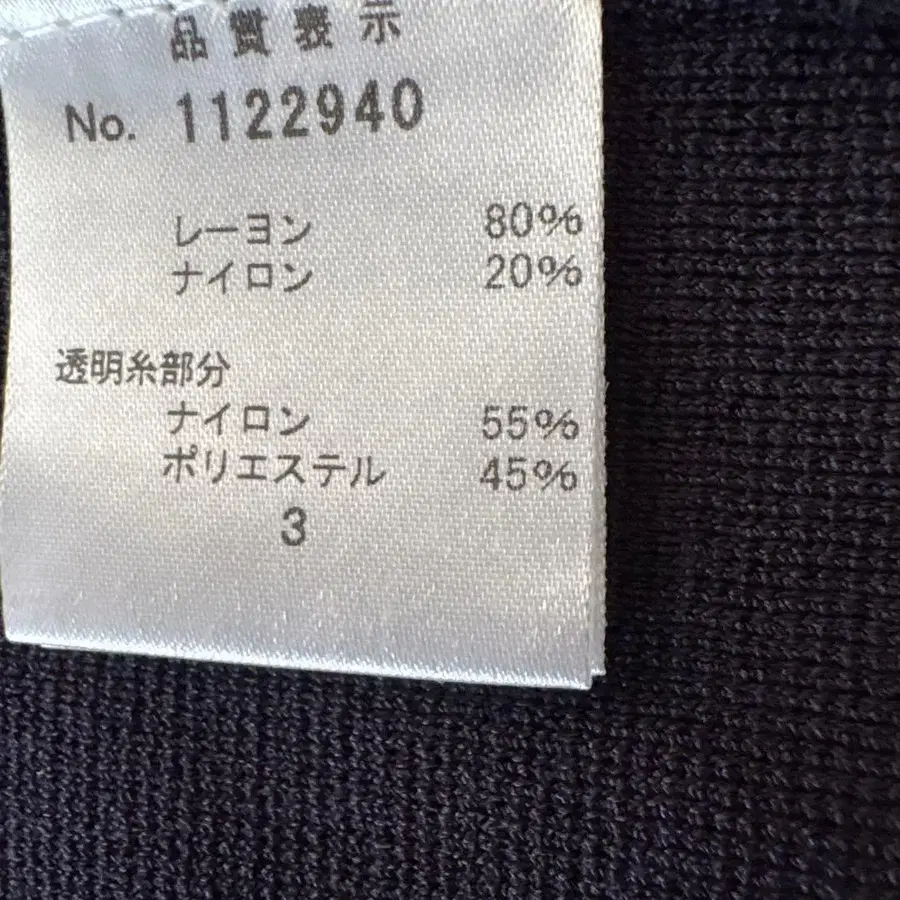 品質表示
No. 1122940
レーヨン 80%
ナイロン 20%
透明糸部分
ナイロン 55%
ポリエステル 45%
3